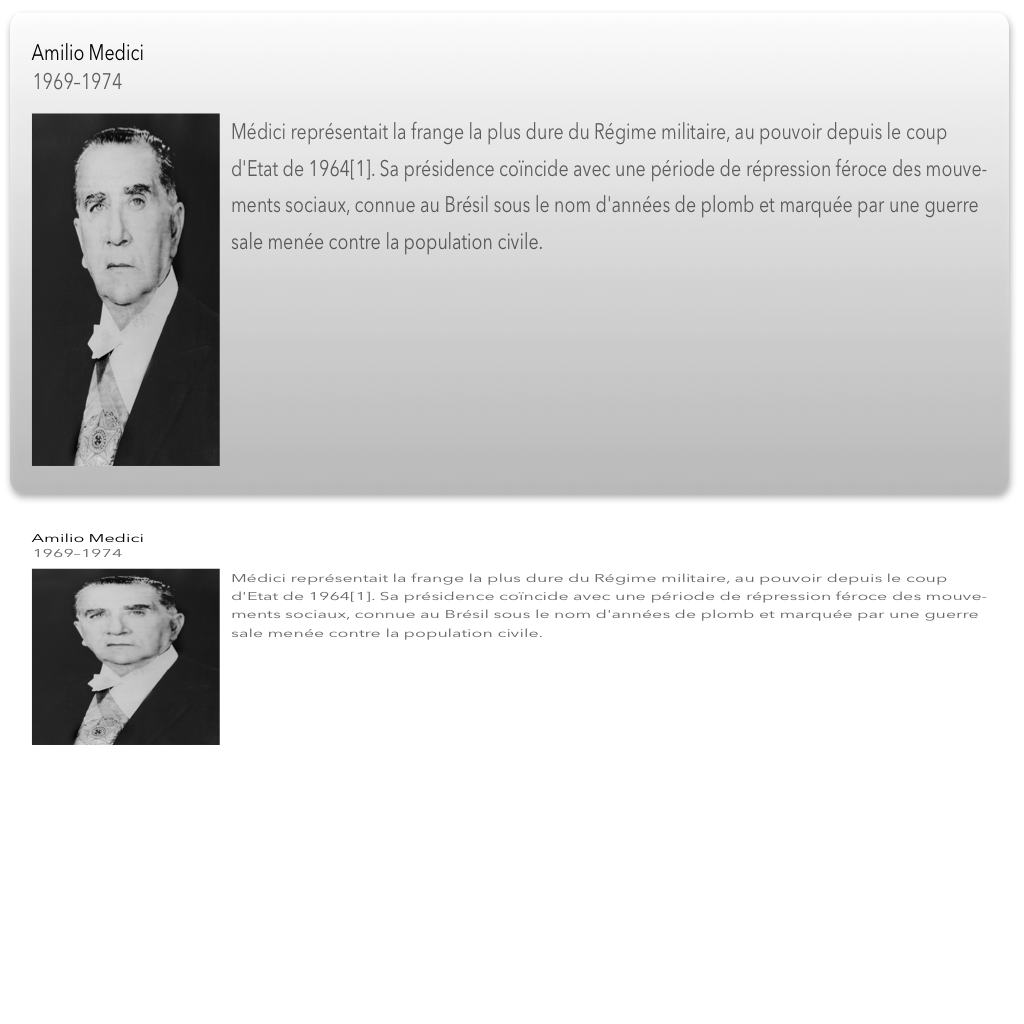 Amilio Medici
1969–1974
Médici représentait la frange la plus dure du Régime militaire, au pouvoir depuis le coup
d'Etat de 1964[1]. Sa présidence coïncide avec une période de répression féroce des mouve-
ments sociaux, connue au Brésil sous le nom d'années de plomb et marquée par une guerre
sale menée contre la population civile.
Amilio Medici
1969–1974
Médici représentait la frange la plus dure du Régime militaire, au pouvoir depuis le coup
d'Etat de 1964[1]. Sa présidence coïncide avec une période de répression féroce des mouve-
ments sociaux, connue au Brésil sous le nom d'années de plomb et marquée par une guerre
sale menée contre la population civile.